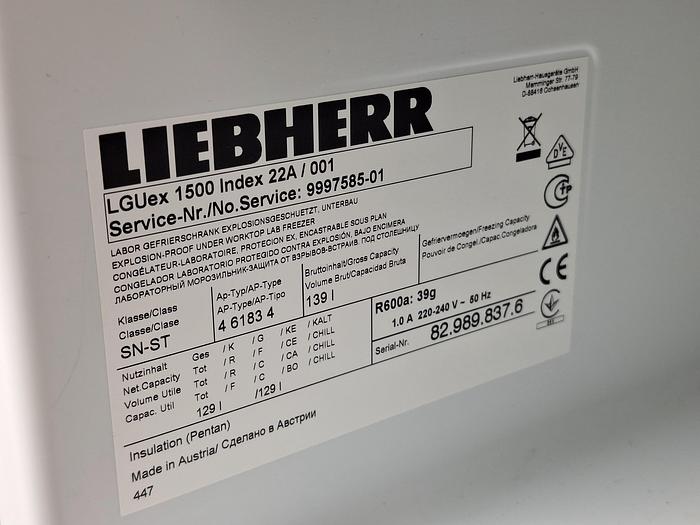 LIEBHERR
Liebherr-Hausgeräte GmbH
Memminger Str. 77-79
D-88416 Ochsenhausen
LGUex 1500 Index 22A / 001
Service-Nr./No.Service: 9997585-01
LABOR GEFRIERSCHRANK EXPLOSIONSGESCHUETZT, UNTERBAU
EXPLOSION-PROOF UNDER WORKTOP LAB FREEZER
CONGÉLATEUR-LABORATOIRE, PROTECION EX, ENCASTRABLE SOUS PLAN
CONGELADOR LABORATORIO PROTEGIDO CONTRA EXPLOSIÓN, BAJO ENCIMERA
ЛАБОРАТОРНЫЙ МОРОЗИЛЬНИК-ЗАЩИТА ОТ ВЗРЫВОВ-ВСТРАИВ. ПОД СТОЛЕШНИЦУ
Klasse/Class
Classe/Clase
SN-ST
Ap-Typ/AP-Type
AP-Type/AP-Tipo
4 6183 4
Bruttoinhalt/Gross Capacity
Volume Brut/Capacidad Bruta
139 l
Gefriervermoegen/Freezing Capacity
Pouvoir de Congel./Capac.Congeladora
Nutzinhalt Ges / K / G / KE / KALT
Net.Capacity Tot / R / F / CE / CHILL
Volume Utile Tot / R / C / CA / CHILL
Capac. Util Tot / F / C / BO / CHILL
129 l /129 l
R600a: 39g
1.0 A 220-240 V ~ 50 Hz
Serial-Nr. 82.989.837.6
Insulation (Pentan)
Made in Austria/ Сделано в Австрии
447
DVE
CE